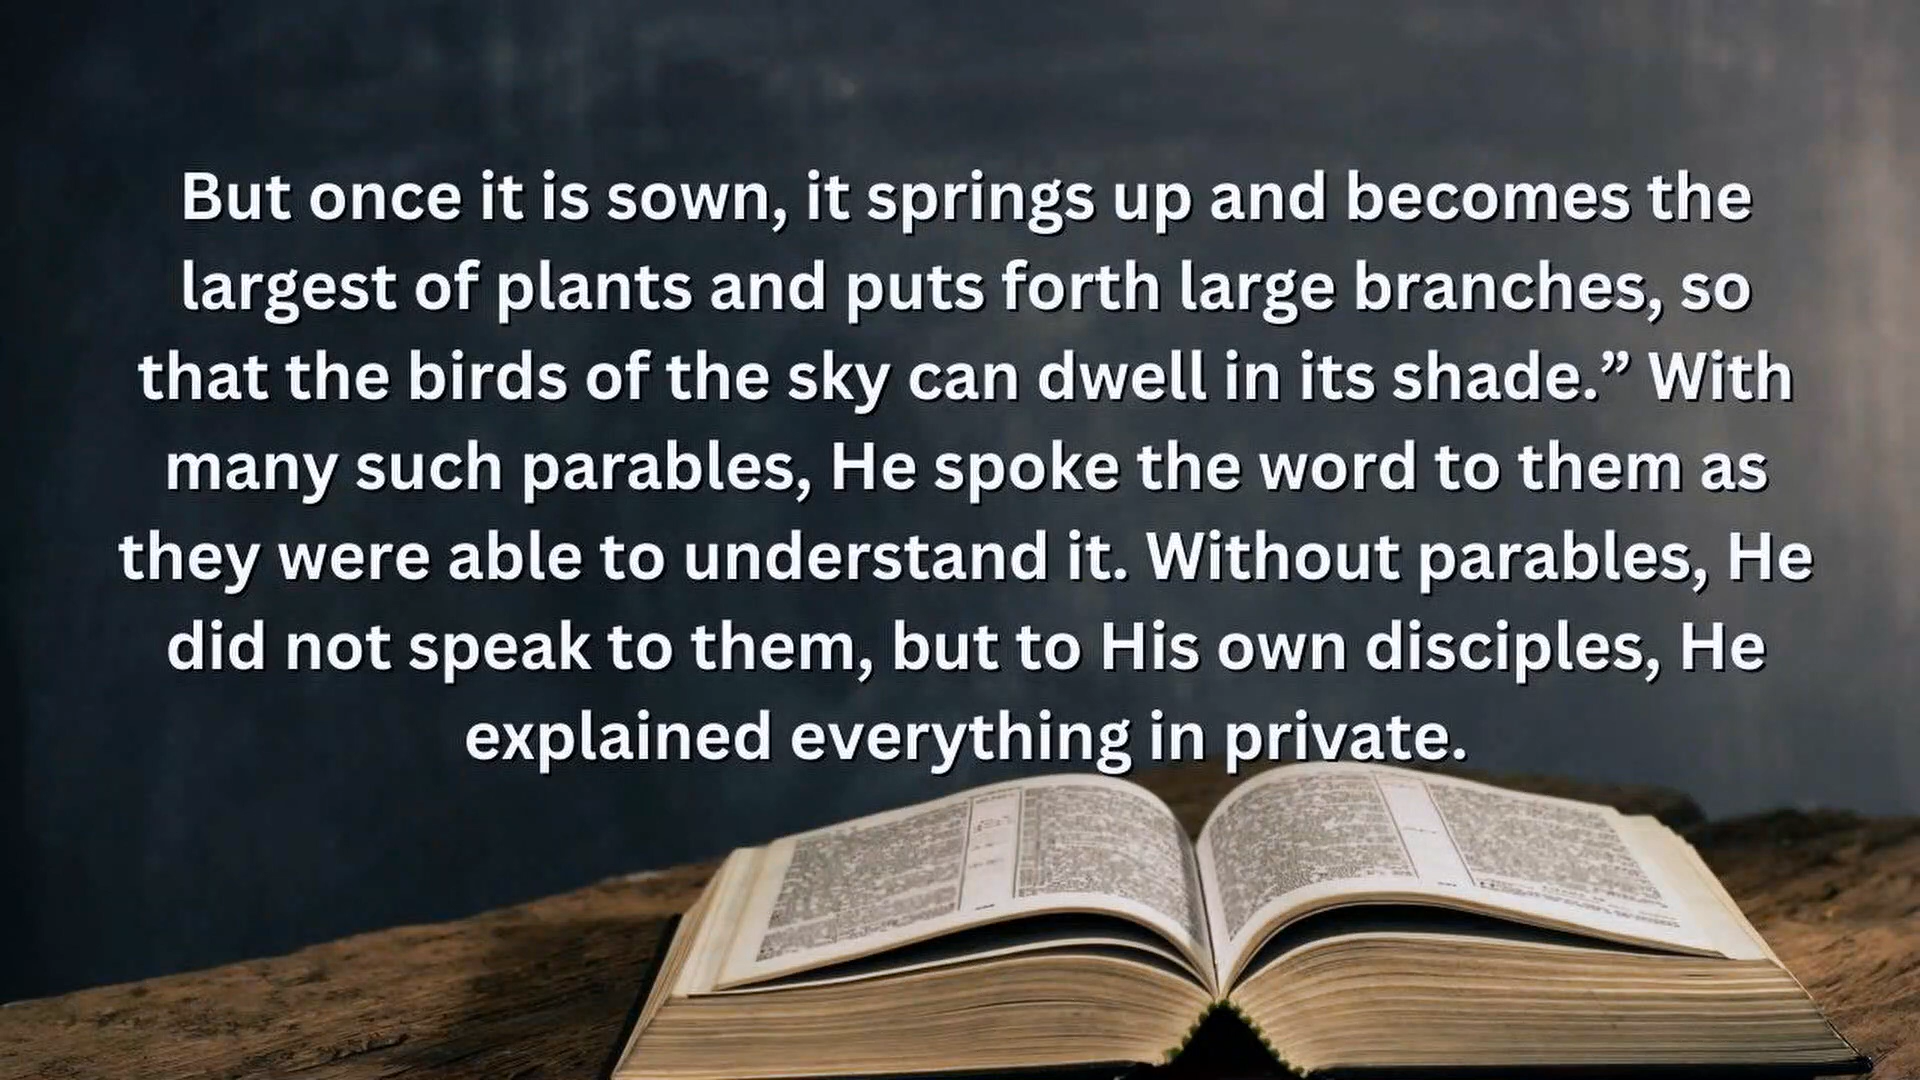 But once it is sown, it springs up and becomes the
largest of plants and puts forth large branches, so
that the birds of the sky can dwell in its shade.” With
many such parables, He spoke the word to them as
they were able to understand it. Without parables, He
did not speak to them, but to His own disciples, He
explained everything in private.